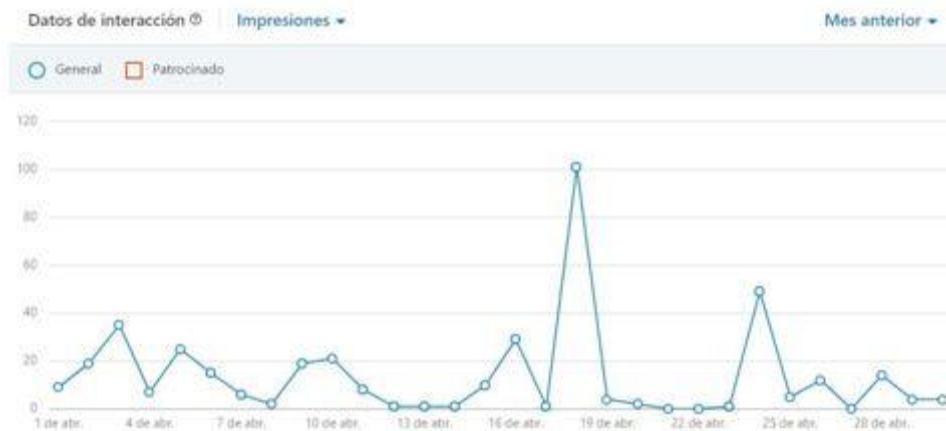 Datos de interacción ? Impresiones Mes anterior
General Patrocinado
120
100
80
60
40
20
0
1 de abr. 4 de abr. 7 de abr. 10 de abr. 13 de abr. 16 de abr. 19 de abr. 22 de abr. 25 de abr. 28 de abr.